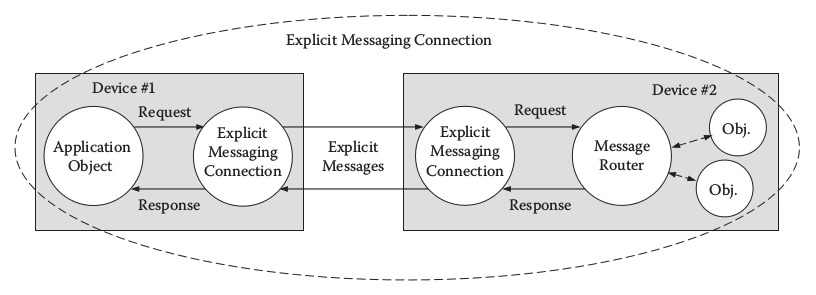 Explicit Messaging Connection
Device #1
Device #2
Request
Application
Object
Explicit
Messaging
Connection
Response
Explicit
Messages
Explicit
Messaging
Connection
Request
Message
Router
Response
Obj.
Obj.